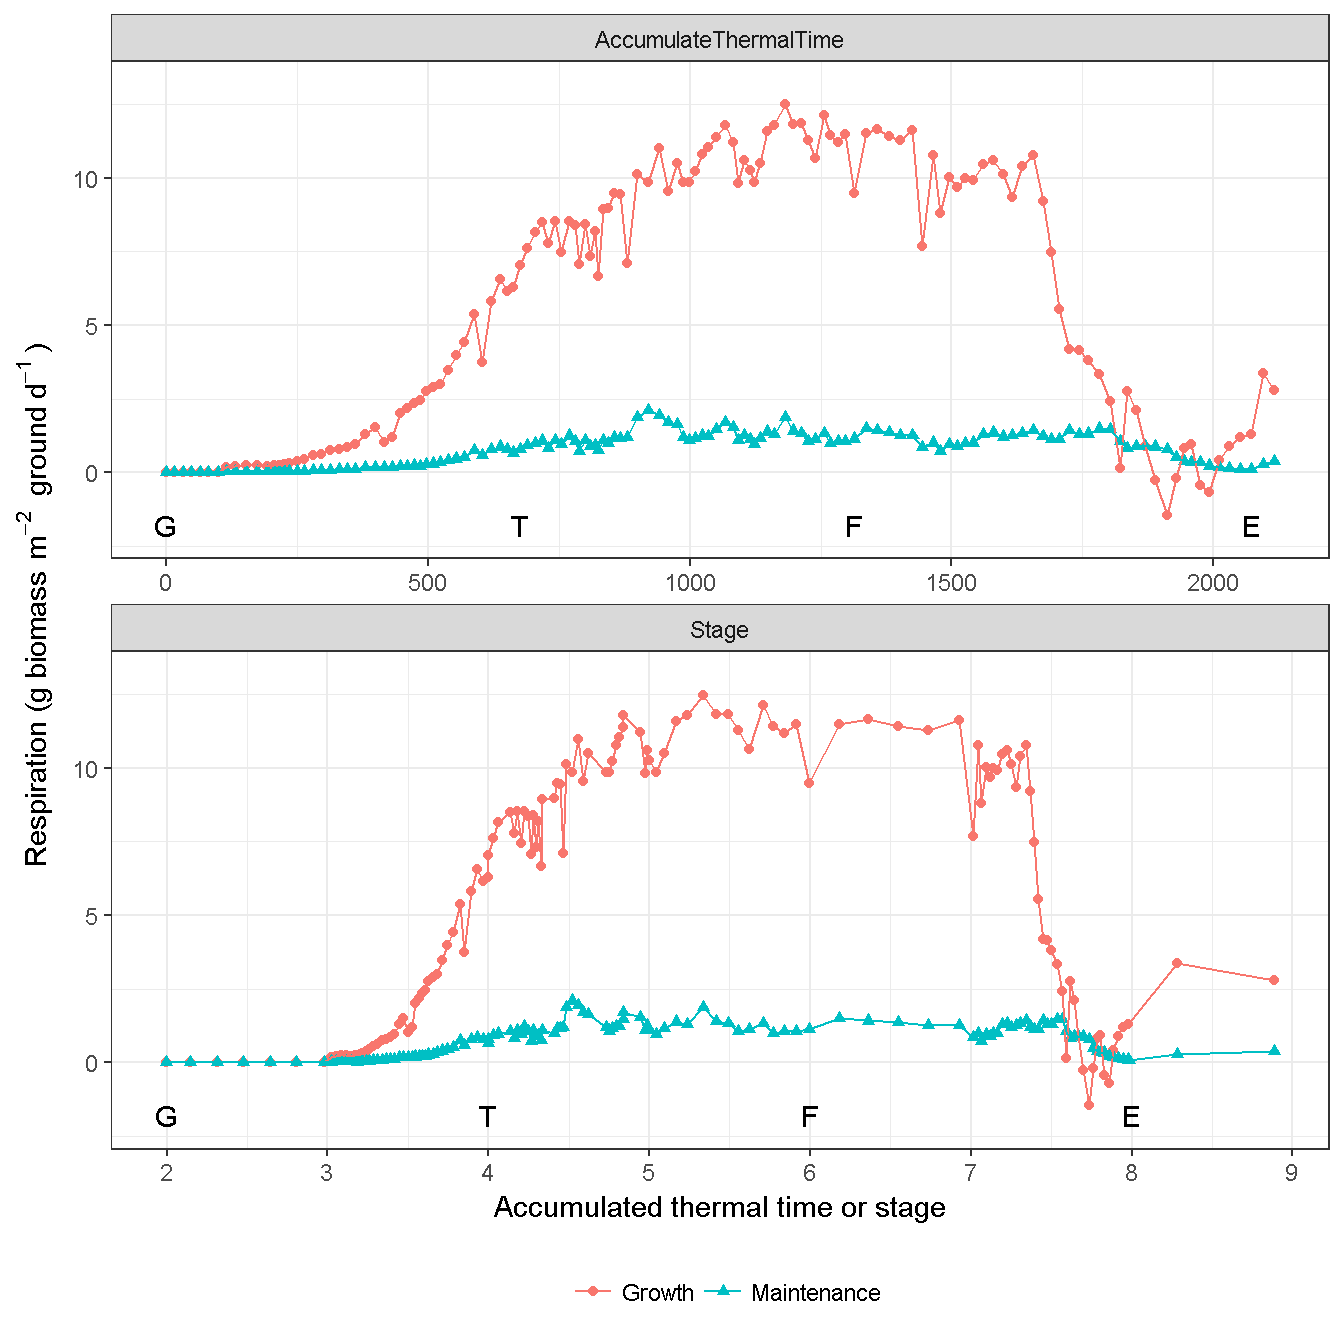 AccumulateThermalTime
10
5
0
G T F E
0 500 1000 1500 2000
Stage
10
5
0
G T F E
2 3 4 5 6 7 8 9
Respiration (g biomass m⁻² ground d⁻¹)
Accumulated thermal time or stage
Growth Maintenance